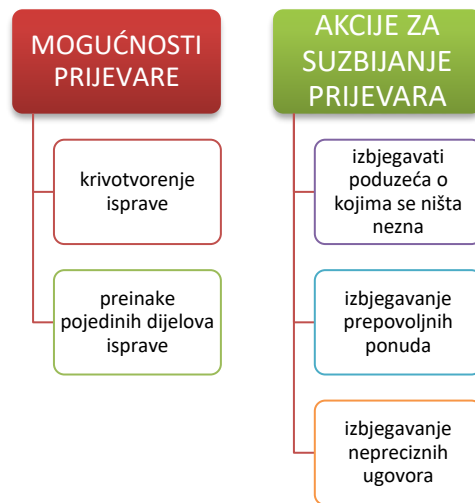 MOGUĆNOSTI
PRIJEVARE
krivotvorenje
isprave
preinake
pojedinih dijelova
isprave
AKCIJE ZA
SUZBIJANJE
PRIJEVARA
izbjegavati
poduzeća o
kojima se ništa
nezna
izbjegavanje
prepovoljnih
ponuda
izbjegavanje
nepreciznih
ugovora